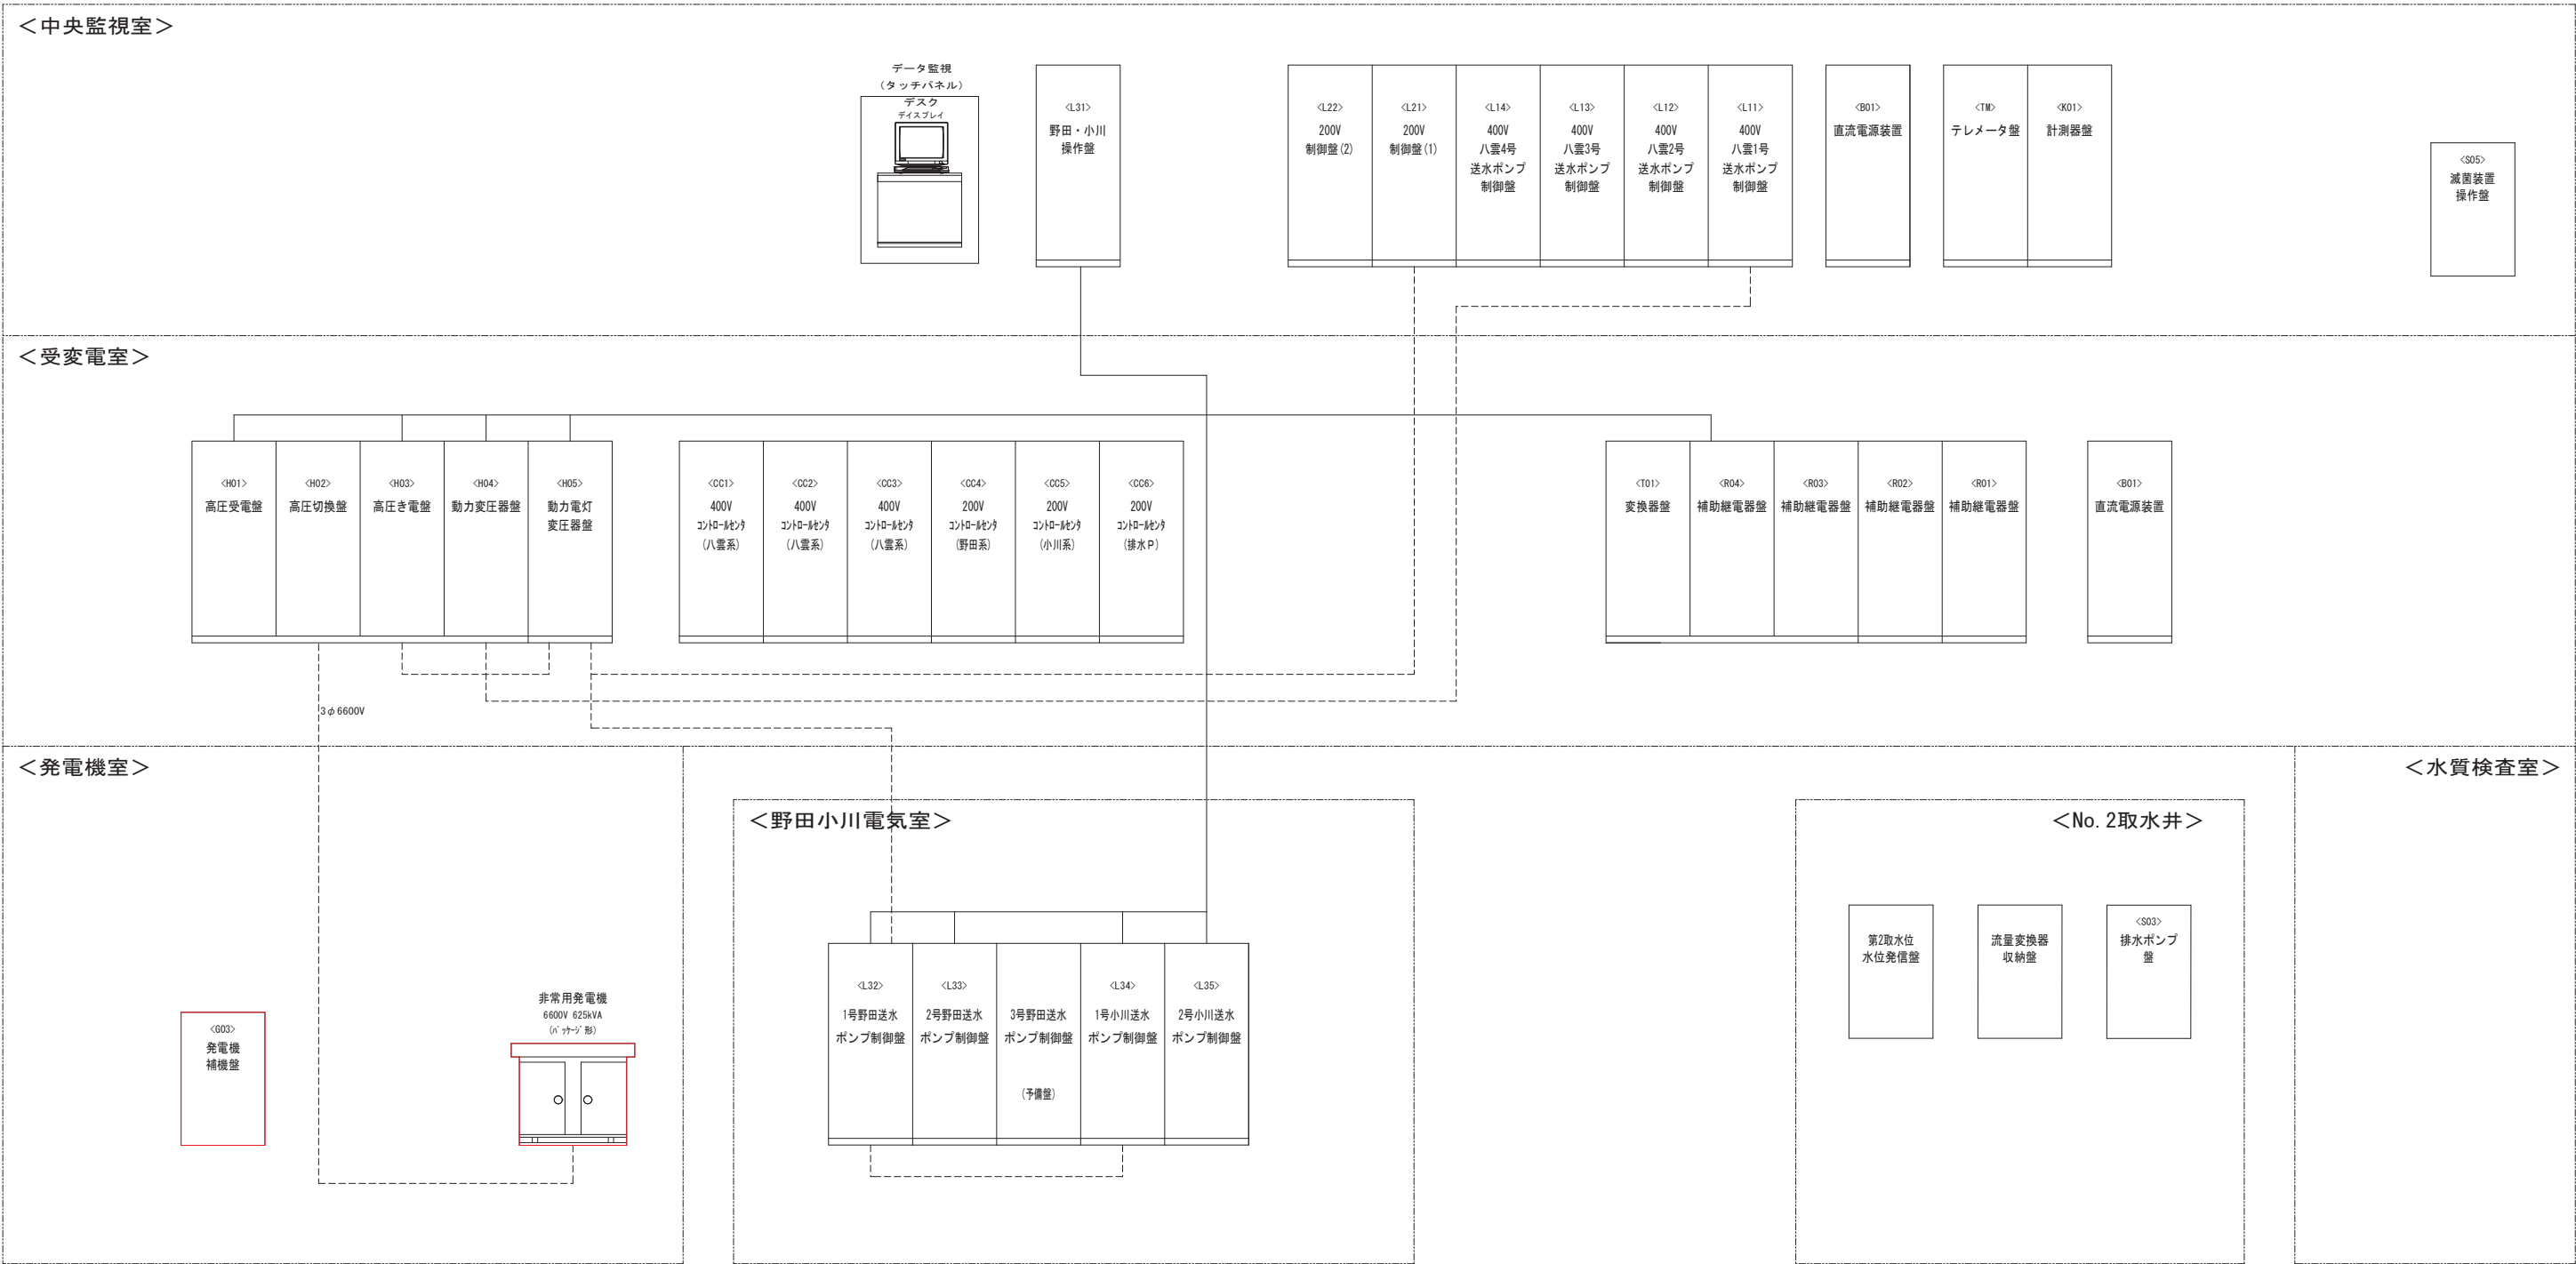 ＜中央監視室＞
データ監視
(タッチパネル)
デスク
ディスプレイ
<L31>
野田・小川
操作盤
<L22>
200V
制御盤(2)
<L21>
200V
制御盤(1)
<L14>
400V
八雲4号
送水ポンプ
制御盤
<L13>
400V
八雲3号
送水ポンプ
制御盤
<L12>
400V
八雲2号
送水ポンプ
制御盤
<L11>
400V
八雲1号
送水ポンプ
制御盤
<B01>
直流電源装置
<TM>
テレメータ盤
<K01>
計測器盤
<S05>
滅菌装置
操作盤
＜受変電室＞
<H01>
高圧受電盤
<H02>
高圧切換盤
<H03>
高圧き電盤
<H04>
動力変圧器盤
<H05>
動力電灯
変圧器盤
<CC1>
400V
ｺﾝﾄﾛｰﾙｾﾝﾀ
(八雲系)
<CC2>
400V
ｺﾝﾄﾛｰﾙｾﾝﾀ
(八雲系)
<CC3>
400V
ｺﾝﾄﾛｰﾙｾﾝﾀ
(八雲系)
<CC4>
200V
ｺﾝﾄﾛｰﾙｾﾝﾀ
(野田系)
<CC5>
200V
ｺﾝﾄﾛｰﾙｾﾝﾀ
(小川系)
<CC6>
200V
ｺﾝﾄﾛｰﾙｾﾝﾀ
(排水Ｐ)
<T01>
変換器盤
<R04>
補助継電器盤
<R03>
補助継電器盤
<R02>
補助継電器盤
<R01>
補助継電器盤
<B01>
直流電源装置
3φ6600V
＜発電機室＞
<G03>
発電機
補機盤
非常用発電機
6600V 625kVA
(ﾊﾟｯｹｰｼﾞ形)
＜野田小川電気室＞
<L32>
1号野田送水
ポンプ制御盤
<L33>
2号野田送水
ポンプ制御盤
3号野田送水
ポンプ制御盤
(予備盤)
<L34>
1号小川送水
ポンプ制御盤
<L35>
2号小川送水
ポンプ制御盤
＜No.2取水井＞
第2取水位
水位発信盤
流量変換器
収納盤
<S03>
排水ポンプ
盤
＜水質検査室＞